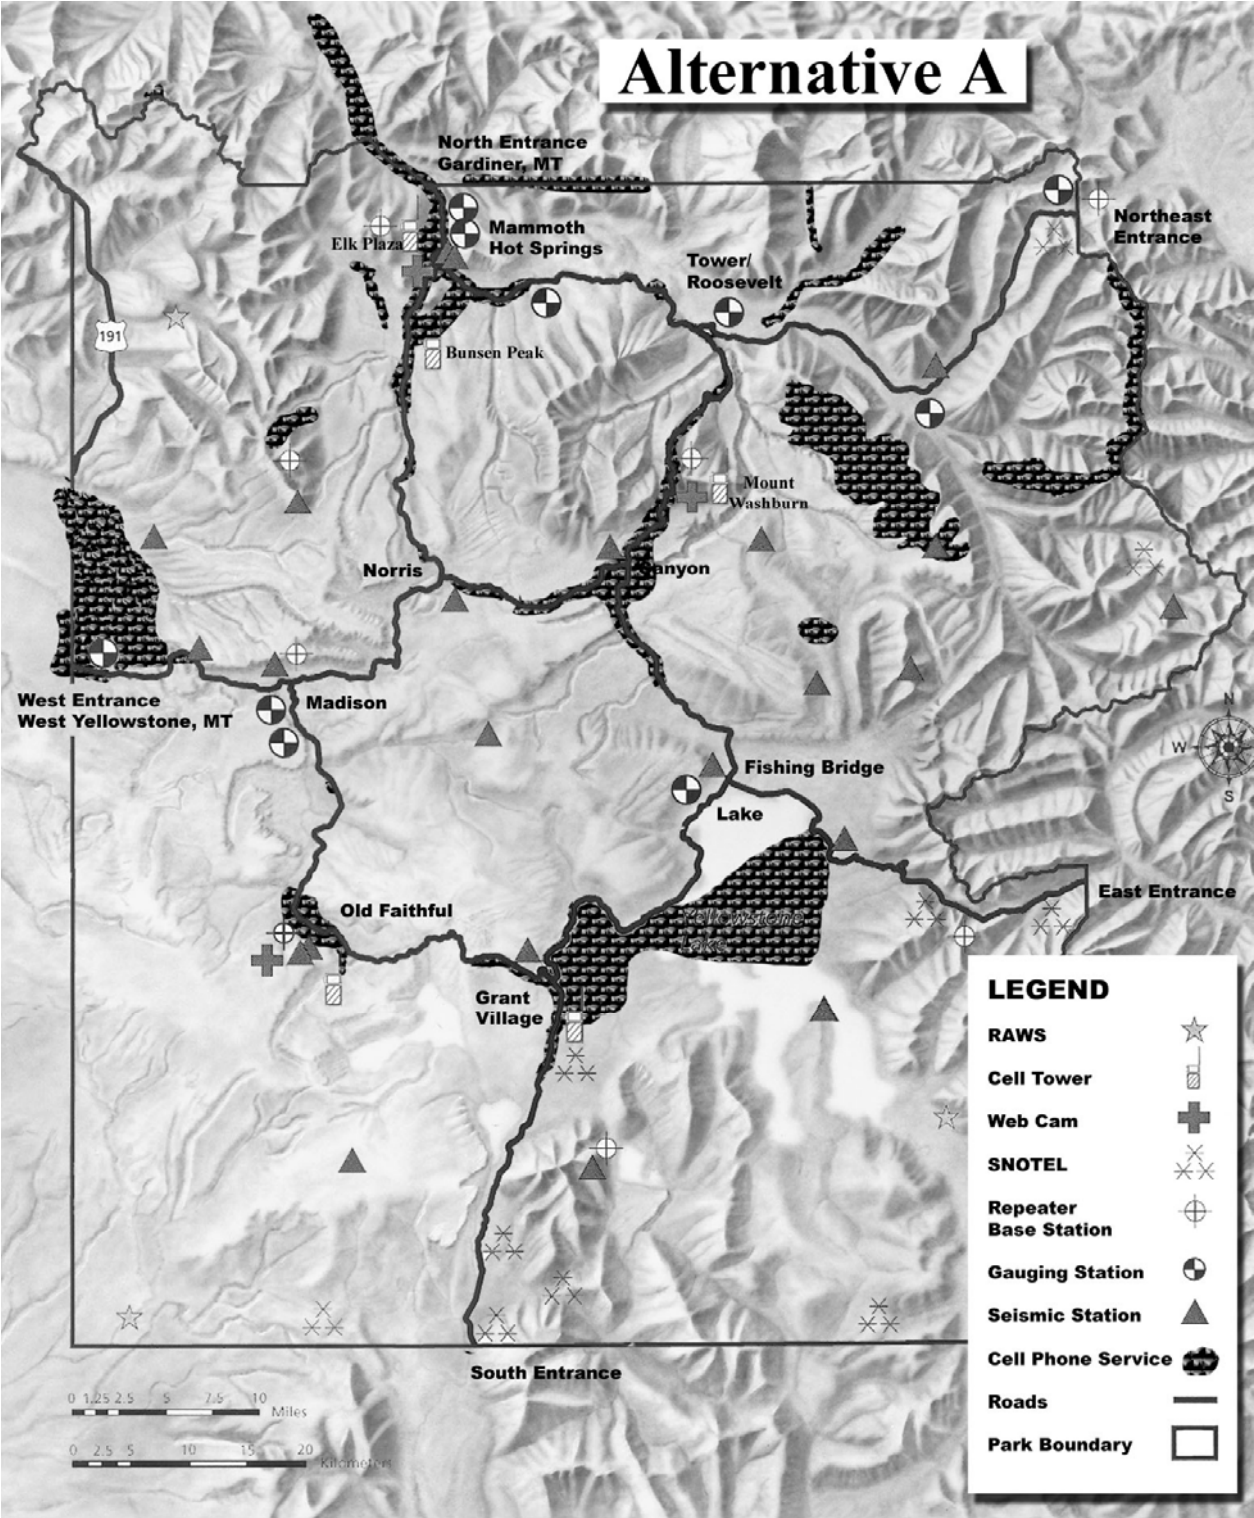 Alternative A
North Entrance
Gardiner, MT
Northeast
Entrance
Elk Plaza
Mammoth
Hot Springs
Tower/
Roosevelt
191
Bunsen Peak
Mount
Washburn
Norris
Canyon
West Entrance
West Yellowstone, MT
Madison
N
W
S
Fishing Bridge
Lake
East Entrance
Old Faithful
Yellowstone
Lake
Grant
Village
South Entrance
LEGEND
RAWS
Cell Tower
Web Cam
SNOTEL
Repeater
Base Station
Gauging Station
Seismic Station
Cell Phone Service
Roads
Park Boundary
0 1.25 2.5 5 7.5 10
Miles
0 2.5 5 10 15 20
Kilometers